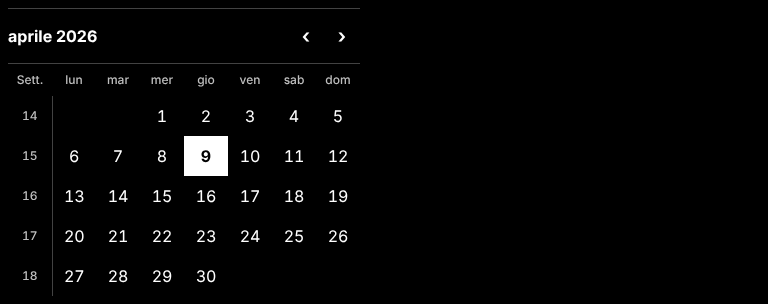 aprile 2026
Sett. lun mar mer gio ven sab dom
14 1 2 3 4 5
15 6 7 8 9 10 11 12
16 13 14 15 16 17 18 19
17 20 21 22 23 24 25 26
18 27 28 29 30